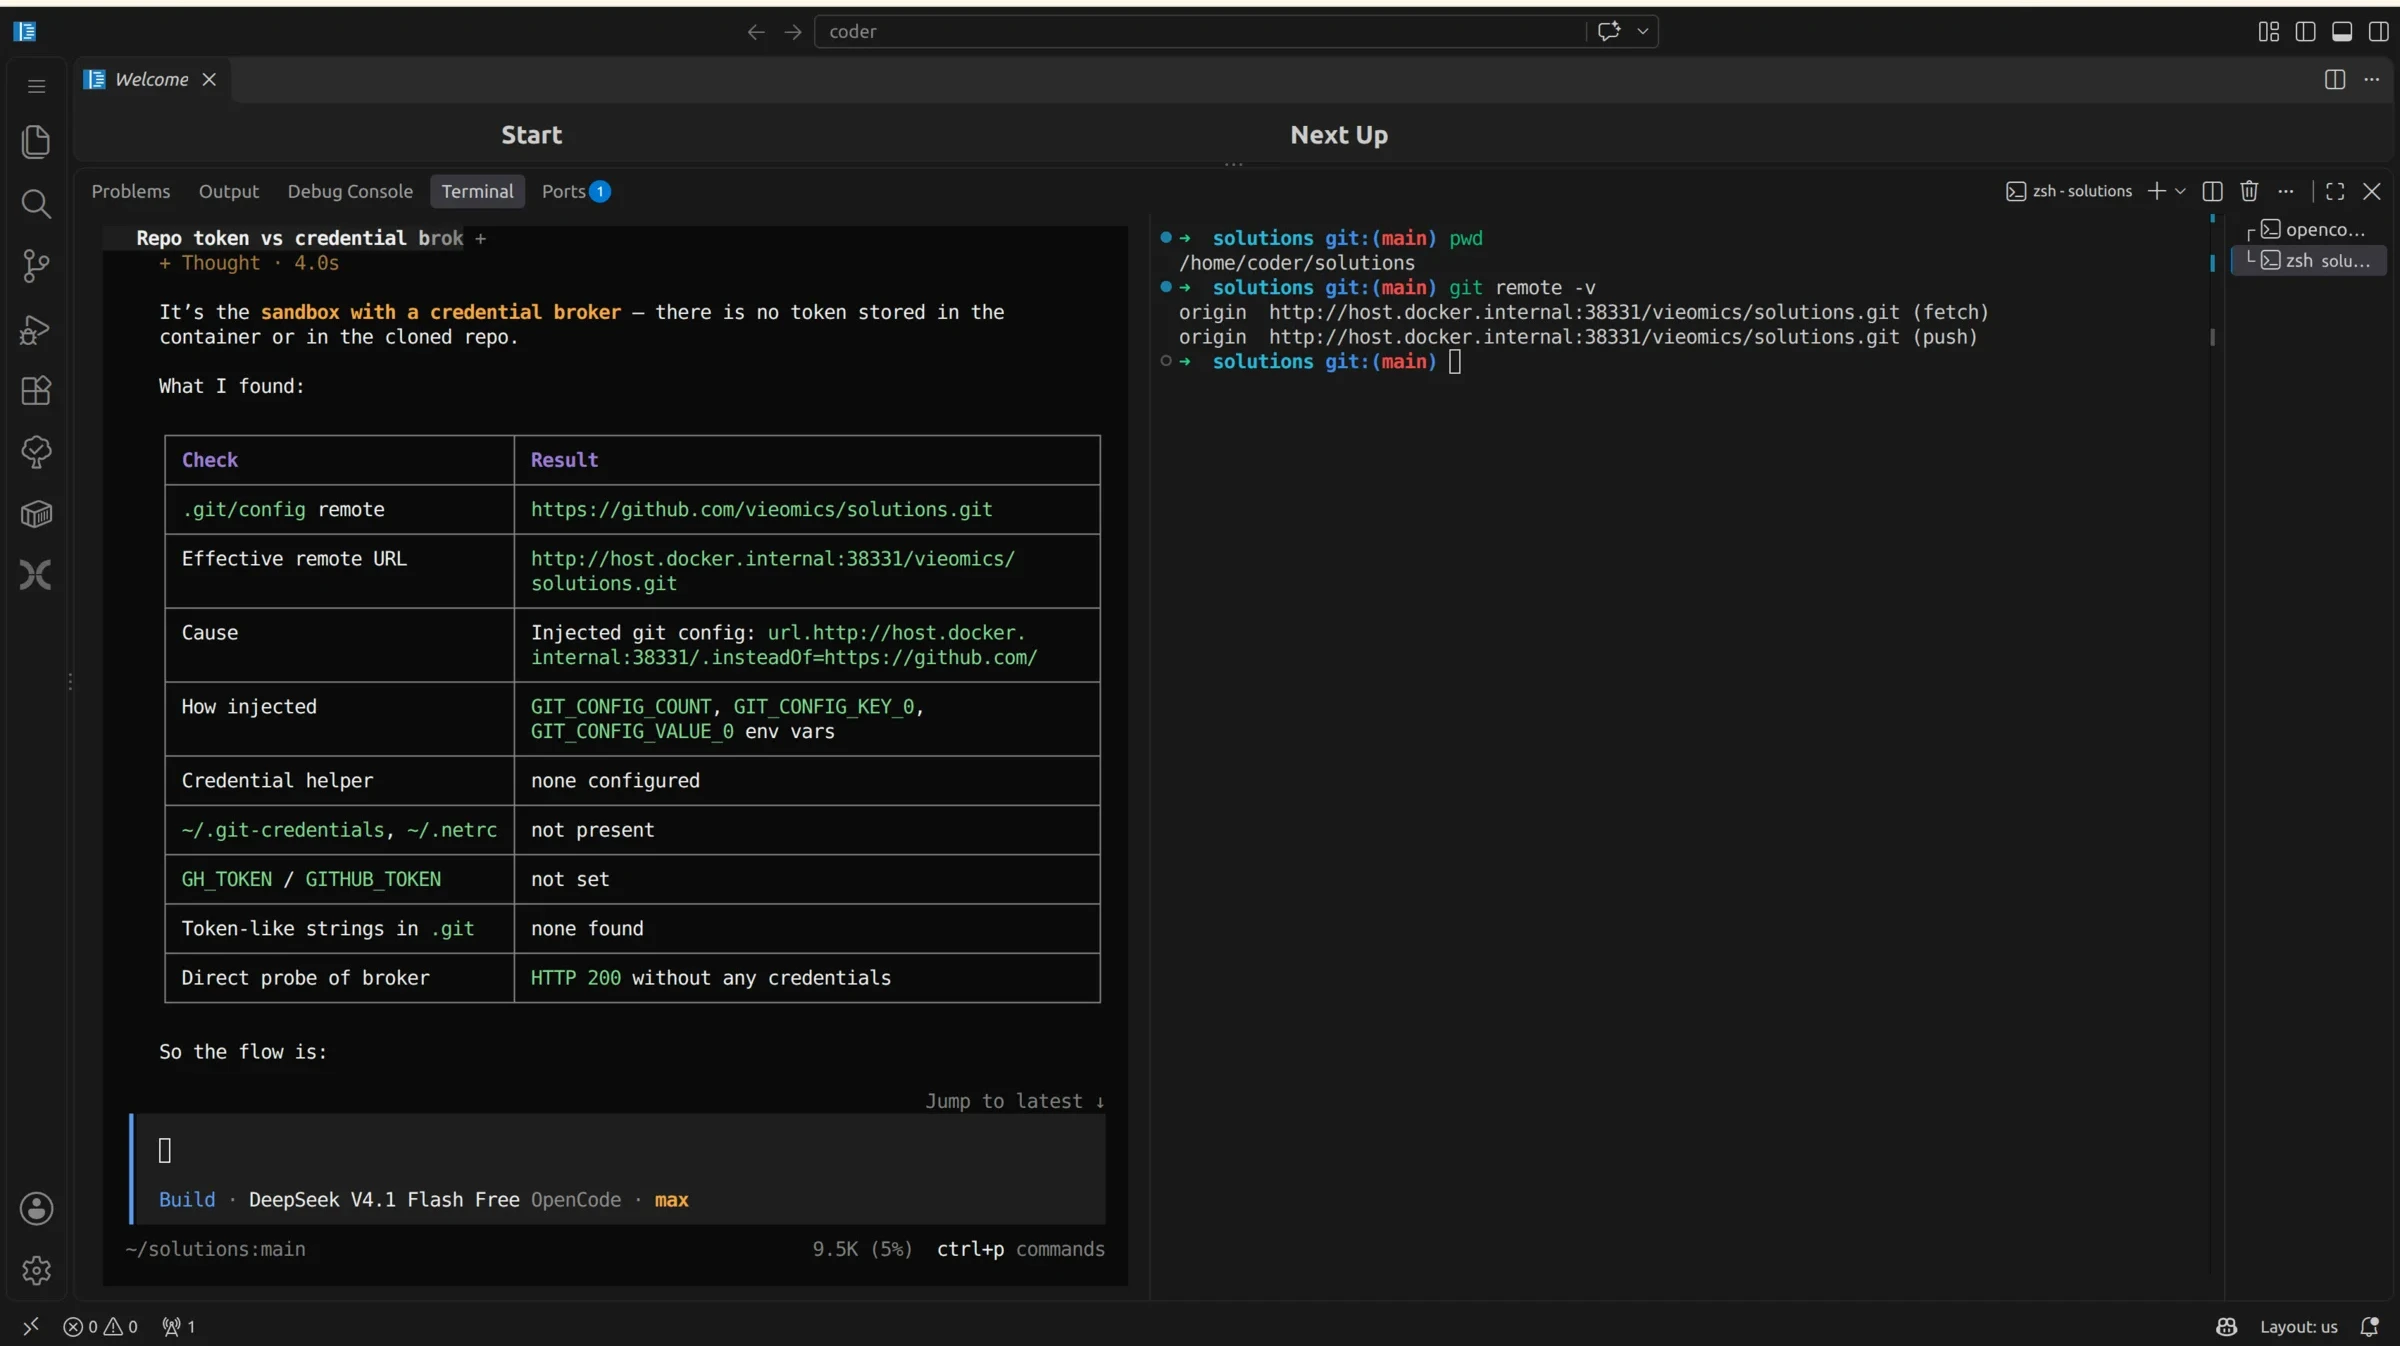 coder
Welcome
Start
Next Up
Problems Output Debug Console Terminal Ports 1
zsh - solutions
Repo token vs credential brok +
+ Thought · 4.0s
It's the sandbox with a credential broker — there is no token stored in the
container or in the cloned repo.
What I found:
Check Result
.git/config remote https://github.com/vieomics/solutions.git
Effective remote URL http://host.docker.internal:38331/vieomics/
solutions.git
Cause Injected git config: url.http://host.docker.
internal:38331/.insteadOf=https://github.com/
How injected GIT_CONFIG_COUNT, GIT_CONFIG_KEY_0,
GIT_CONFIG_VALUE_0 env vars
Credential helper none configured
~/.git-credentials, ~/.netrc not present
GH_TOKEN / GITHUB_TOKEN not set
Token-like strings in .git none found
Direct probe of broker HTTP 200 without any credentials
So the flow is:
Jump to latest ↓
Build · DeepSeek V4.1 Flash Free OpenCode · max
~/solutions:main 9.5K (5%) ctrl+p commands
→ solutions git:(main) pwd
/home/coder/solutions
→ solutions git:(main) git remote -v
origin http://host.docker.internal:38331/vieomics/solutions.git (fetch)
origin http://host.docker.internal:38331/vieomics/solutions.git (push)
→ solutions git:(main)
openco...
zsh solu...
0 0 1
Layout: us